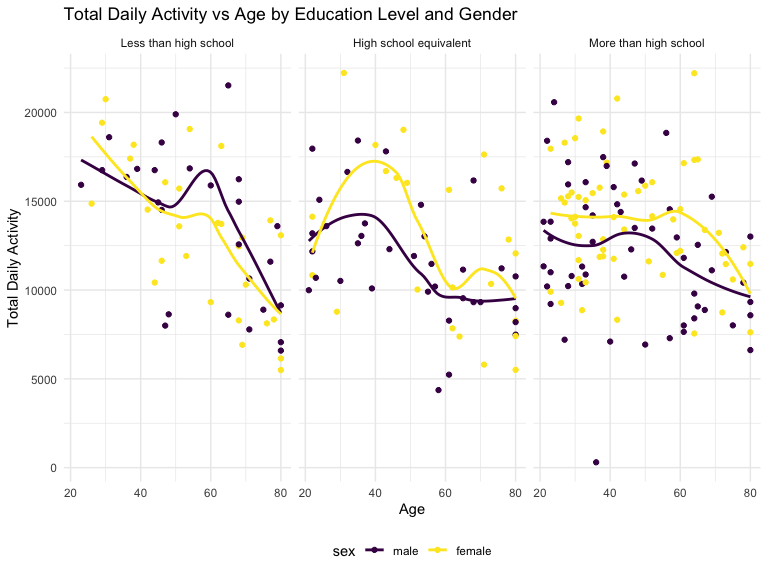 Total Daily Activity vs Age by Education Level and Gender
Less than high school
High school equivalent
More than high school
Total Daily Activity
20000
15000
10000
5000
0
20 40 60 80
20 40 60 80
20 40 60 80
Age
sex male female